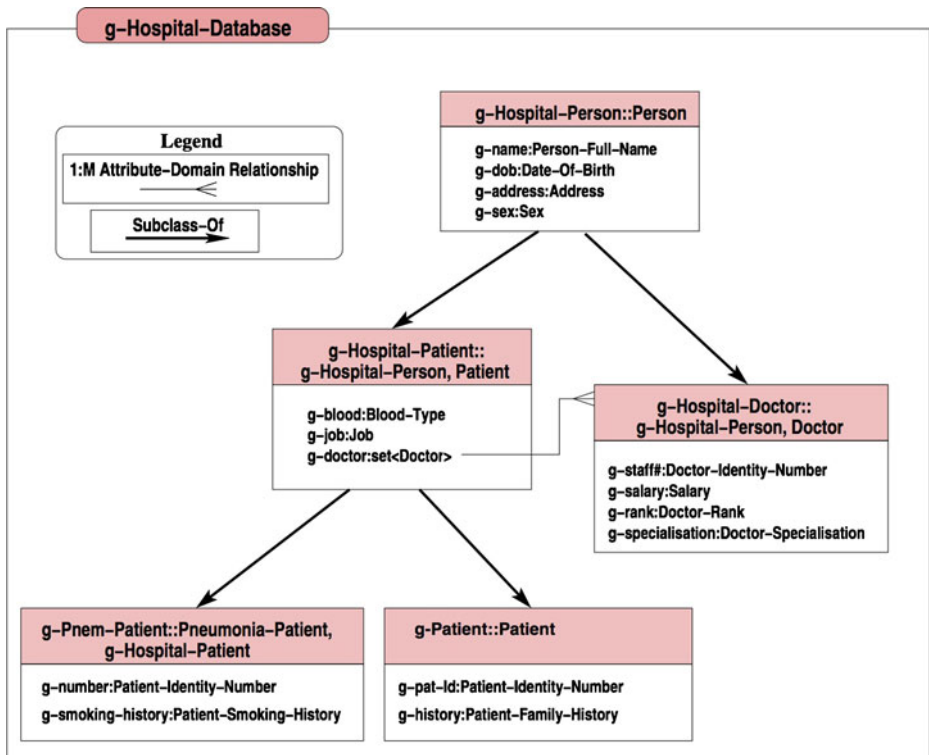 g-Hospital-Database
Legend
1:M Attribute-Domain Relationship
Subclass-Of
g-Hospital-Person::Person
g-name:Person-Full-Name
g-dob:Date-Of-Birth
g-address:Address
g-sex:Sex
g-Hospital-Patient::
g-Hospital-Person, Patient
g-blood:Blood-Type
g-job:Job
g-doctor:set<Doctor>
g-Hospital-Doctor::
g-Hospital-Person, Doctor
g-staff#:Doctor-Identity-Number
g-salary:Salary
g-rank:Doctor-Rank
g-specialisation:Doctor-Specialisation
g-Pnem-Patient::Pneumonia-Patient,
g-Hospital-Patient
g-number:Patient-Identity-Number
g-smoking-history:Patient-Smoking-History
g-Patient::Patient
g-pat-Id:Patient-Identity-Number
g-history:Patient-Family-History